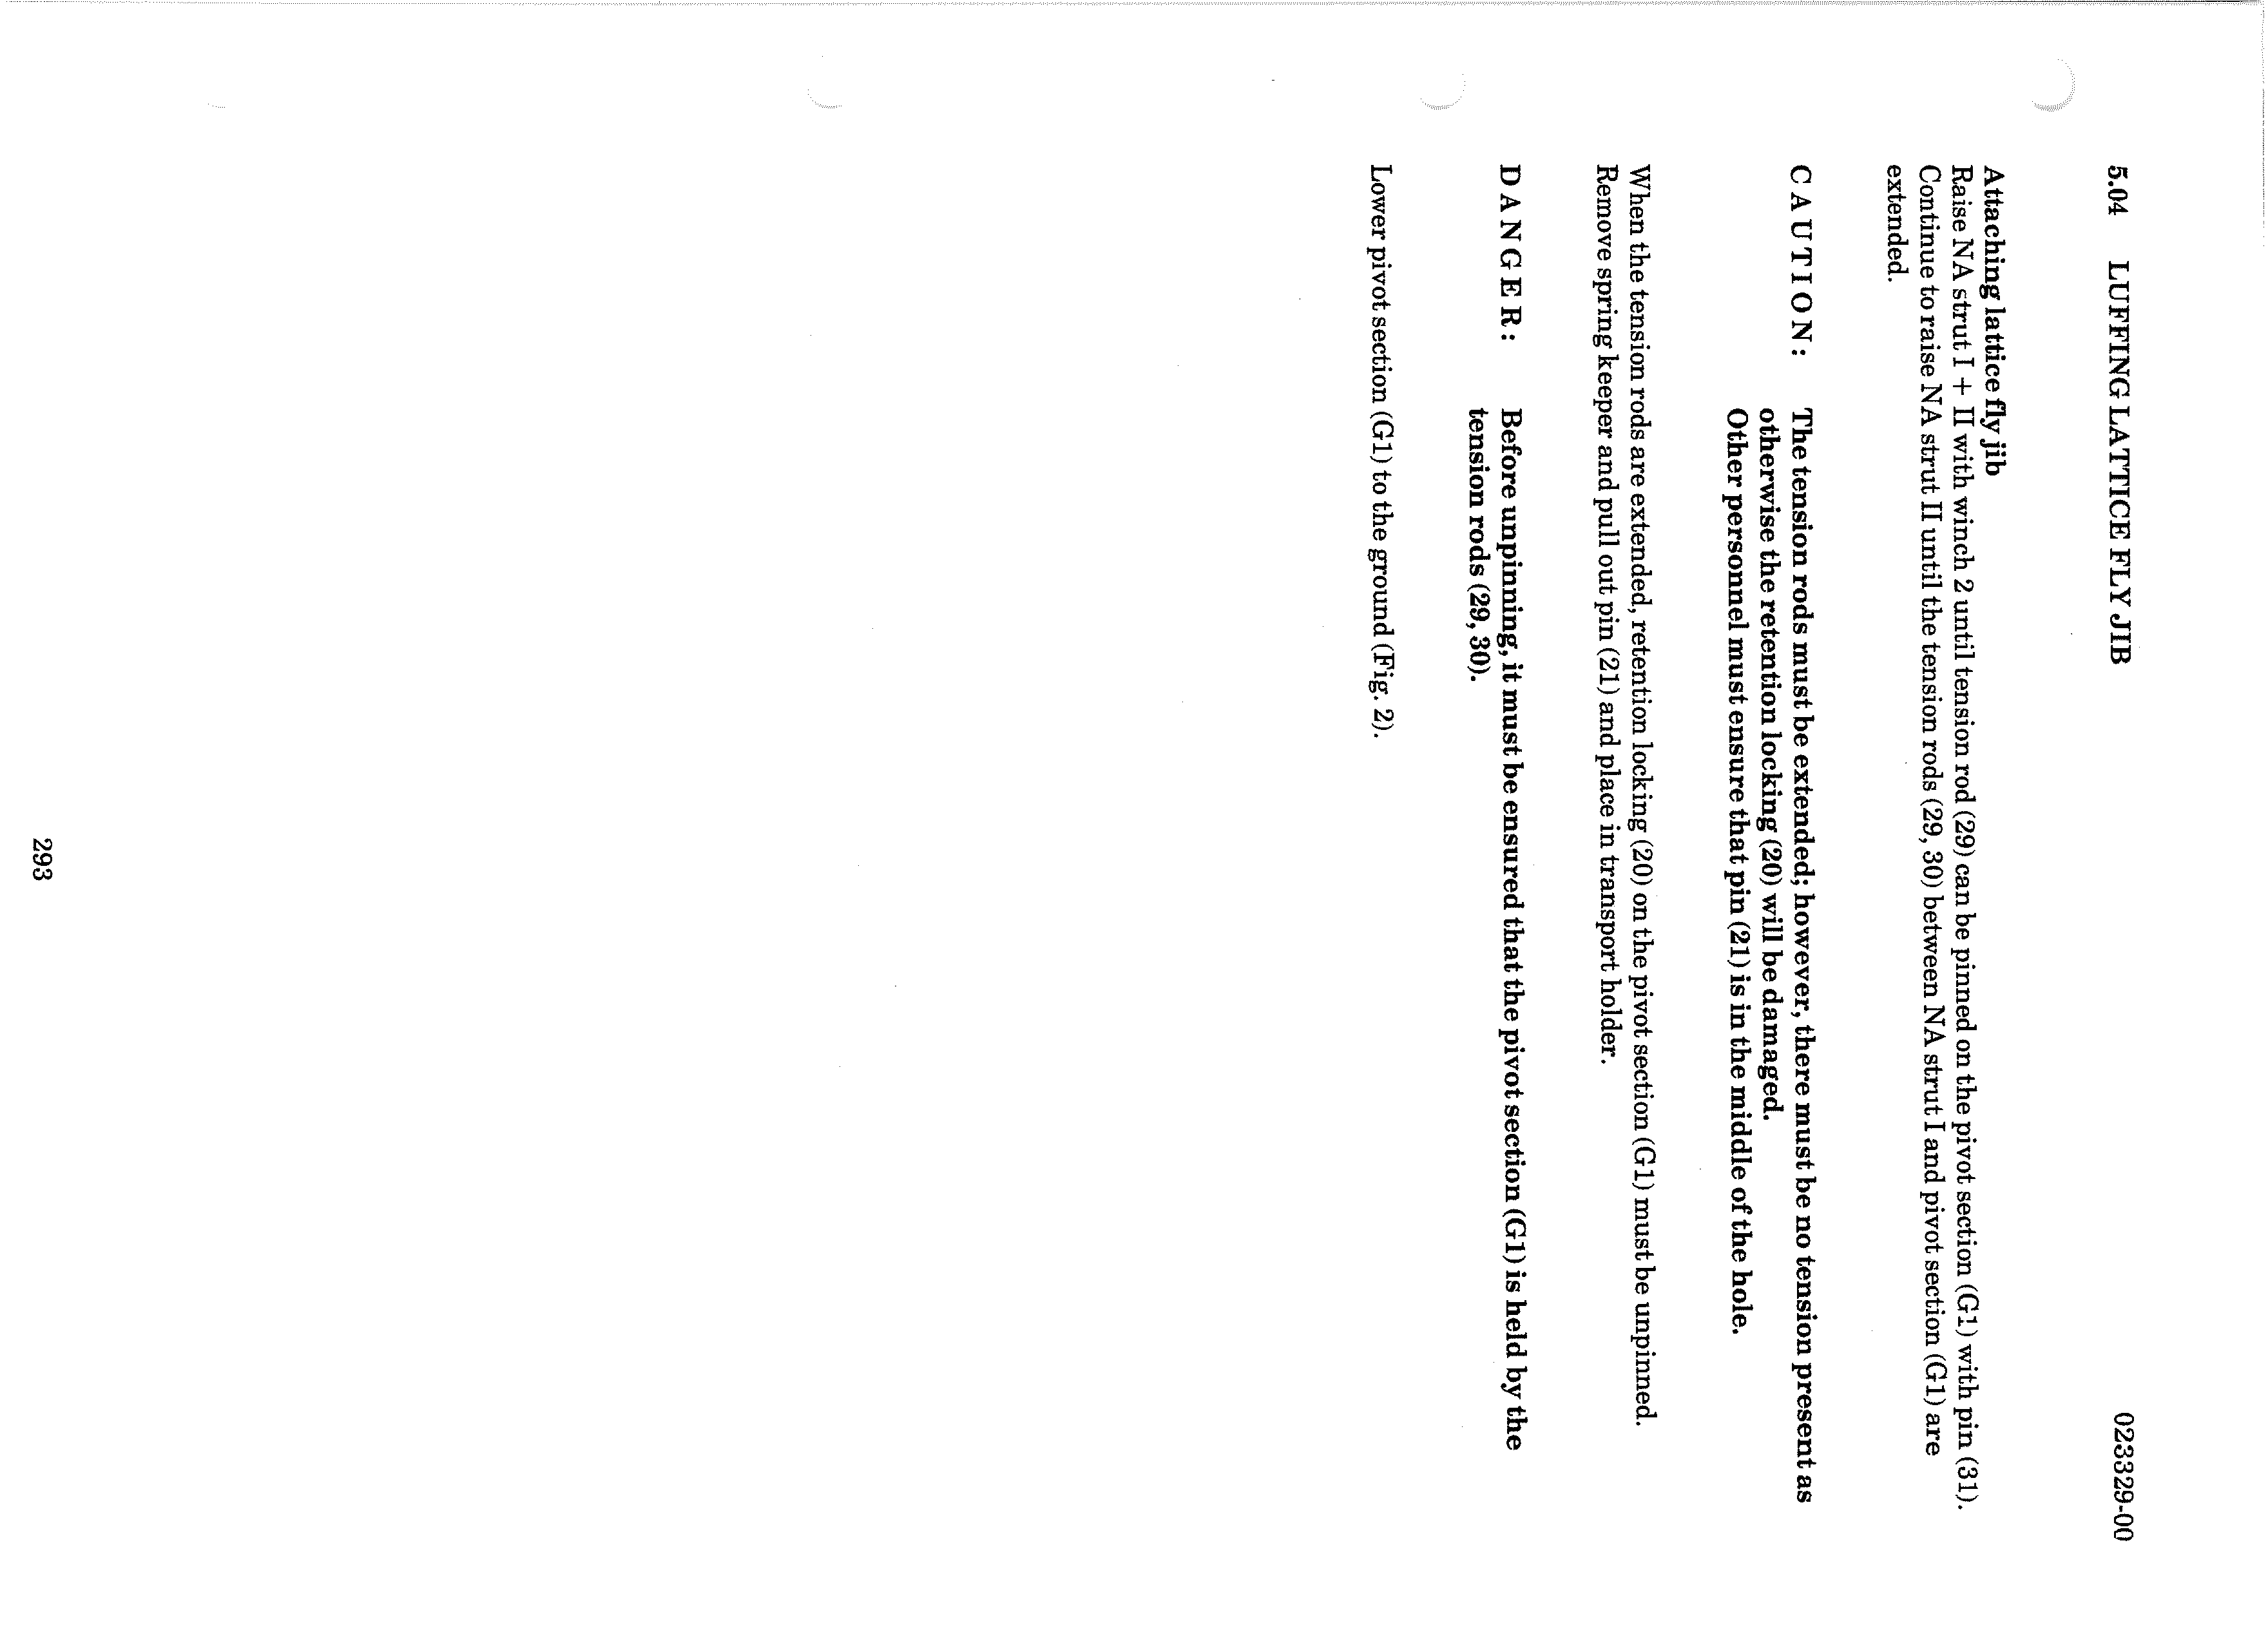 5.04 LUFFING LATTICE FLY JIB 023329-00
Attaching lattice fly jib
Raise NA strut I + II with winch 2 until tension rod (29) can be pinned on the pivot section (G1) with pin (31).
Continue to raise NA strut II until the tension rods (29, 30) between NA strut I and pivot section (G1) are
extended.
CAUTION: The tension rods must be extended; however, there must be no tension present as
otherwise the retention locking (20) will be damaged.
Other personnel must ensure that pin (21) is in the middle of the hole.
When the tension rods are extended, retention locking (20) on the pivot section (G1) must be unpinned.
Remove spring keeper and pull out pin (21) and place in transport holder.
DANGER: Before unpinning, it must be ensured that the pivot section (G1) is held by the
tension rods (29, 30).
Lower pivot section (G1) to the ground (Fig. 2).
293